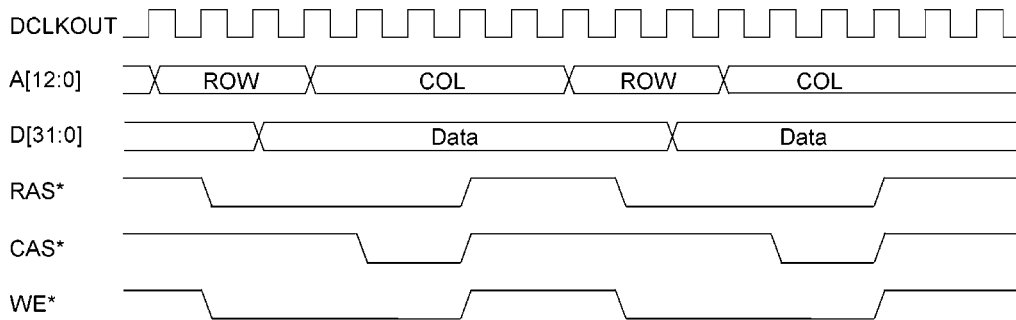 DCLKOUT
A[12:0] ROW COL ROW COL
D[31:0] Data Data
RAS*
CAS*
WE*